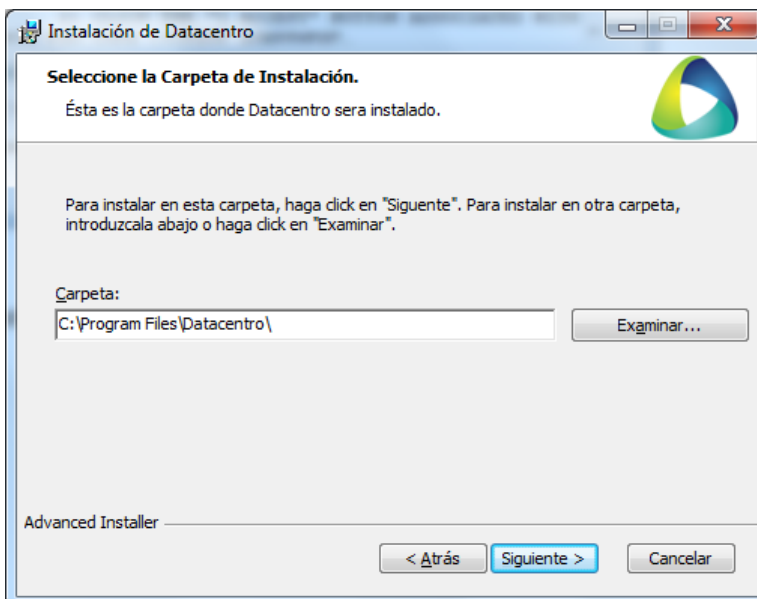 Instalación de Datacentro
Seleccione la Carpeta de Instalación.
Ésta es la carpeta donde Datacentro sera instalado.
Para instalar en esta carpeta, haga click en "Siguente". Para instalar en otra carpeta,
introduzcala abajo o haga click en "Examinar".
Carpeta:
C:\Program Files\Datacentro\
Examinar...
Advanced Installer
< Atrás
Siguiente >
Cancelar